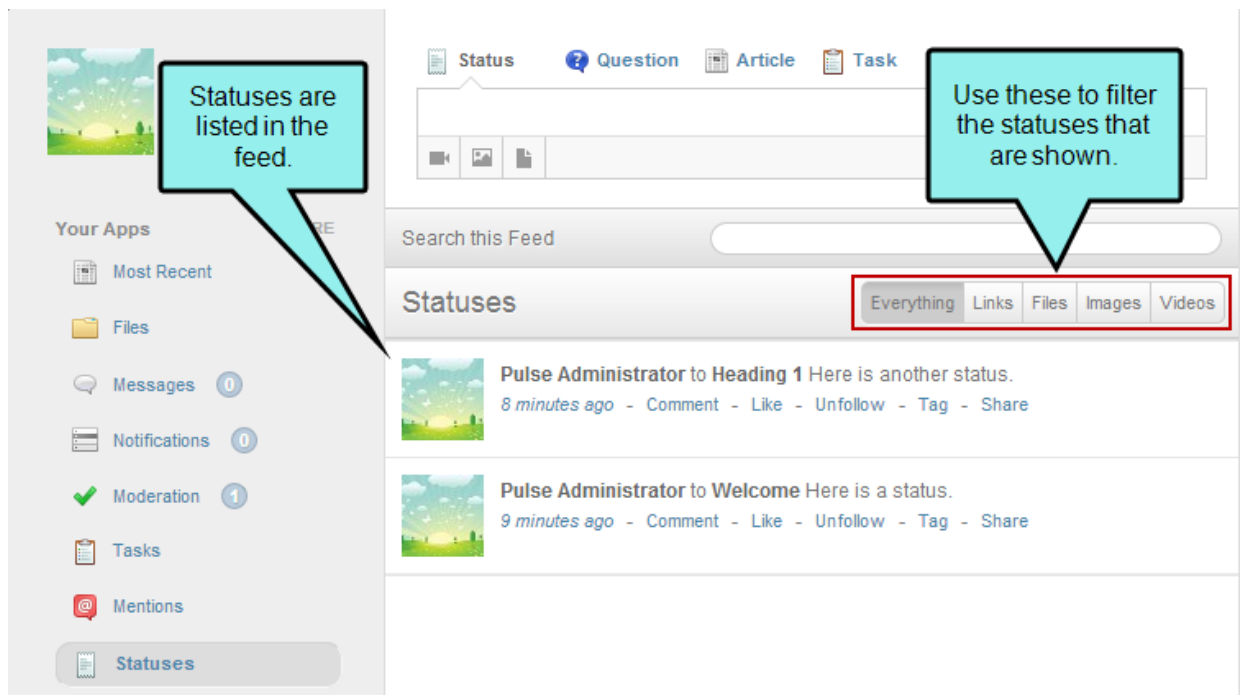 Statuses are
listed in the
feed.
Status Question Article Task
Use these to filter
the statuses that
are shown.
Your Apps
Most Recent
Files
Messages 0
Notifications 0
Moderation 1
Tasks
@
Mentions
Statuses
Search this Feed
Statuses
Everything Links Files Images Videos
Pulse Administrator to Heading 1 Here is another status.
8 minutes ago - Comment - Like - Unfollow - Tag - Share
Pulse Administrator to Welcome Here is a status.
9 minutes ago - Comment - Like - Unfollow - Tag - Share